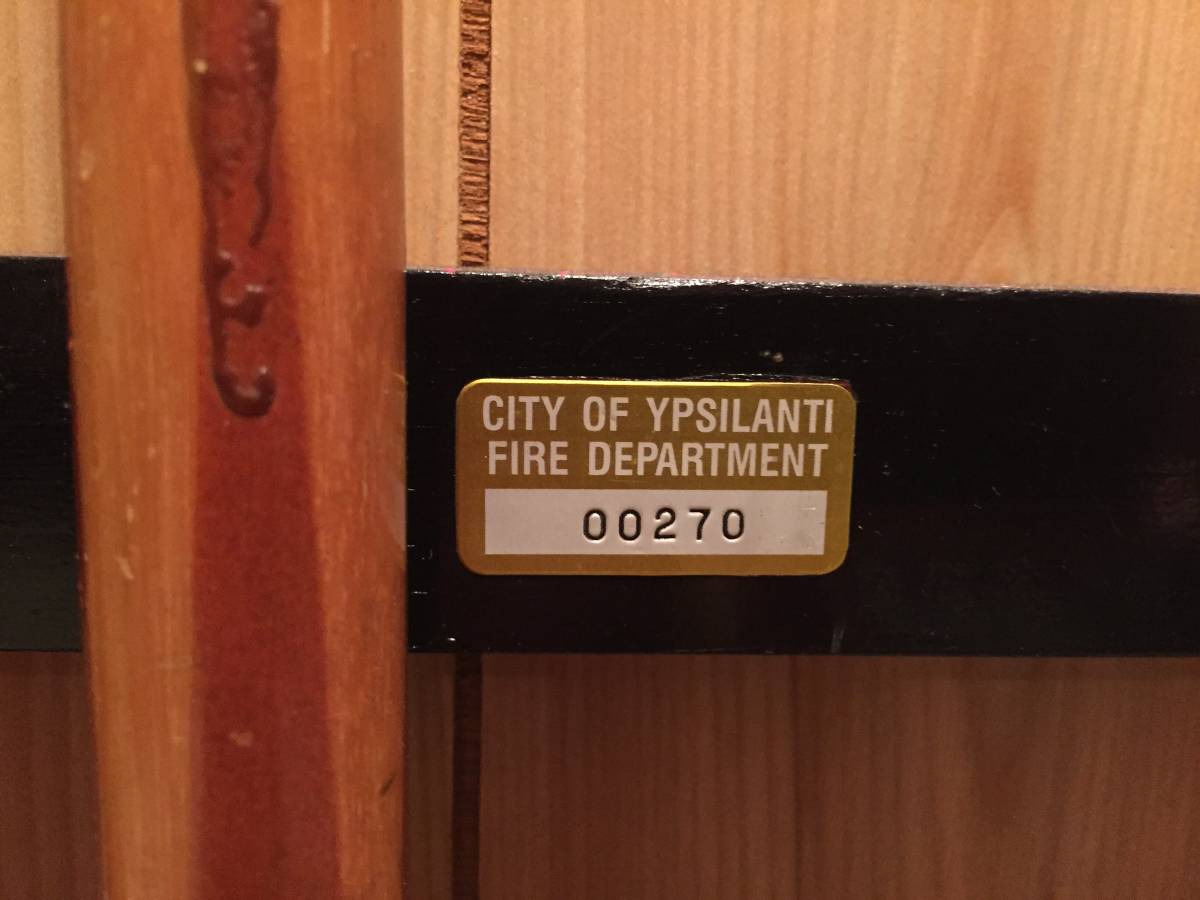 CITY OF YPSILANTI
FIRE DEPARTMENT
00270